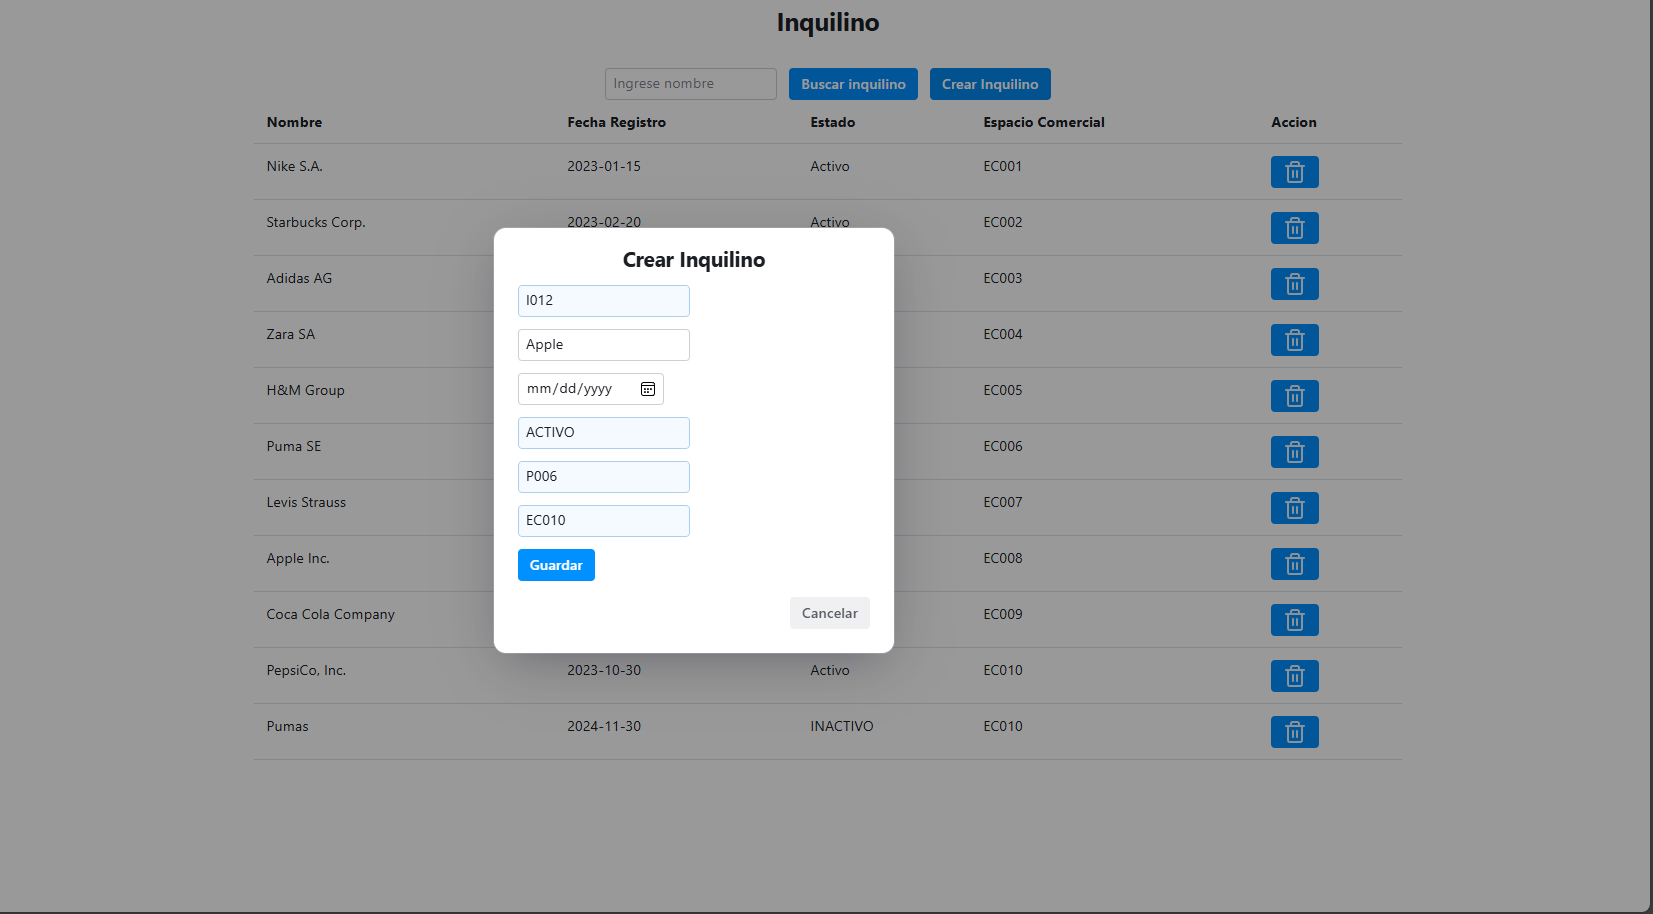 Inquilino
Ingrese nombre Buscar inquilino Crear Inquilino
Nombre Fecha Registro Estado Espacio Comercial Accion
Nike S.A. 2023-01-15 Activo EC001
Starbucks Corp. 2023-02-20 Activo EC002
Adidas AG EC003
Zara SA EC004
H&M Group EC005
Puma SE EC006
Levis Strauss EC007
Apple Inc. EC008
Coca Cola Company EC009
PepsiCo, Inc. 2023-10-30 Activo EC010
Pumas 2024-11-30 INACTIVO EC010
Crear Inquilino
I012
Apple
mm/dd/yyyy
ACTIVO
P006
EC010
Guardar
Cancelar